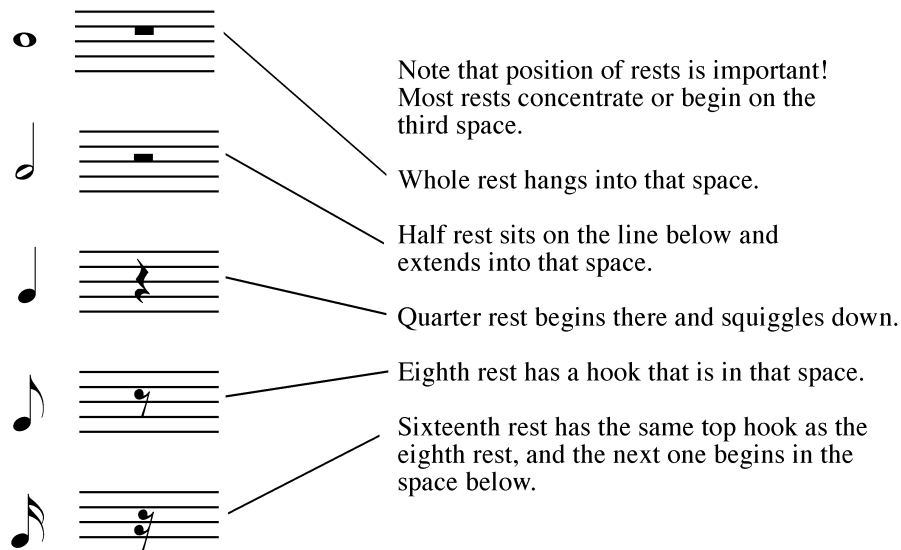 Note that position of rests is important!
Most rests concentrate or begin on the
third space.
Whole rest hangs into that space.
Half rest sits on the line below and
extends into that space.
Quarter rest begins there and squiggles down.
Eighth rest has a hook that is in that space.
Sixteenth rest has the same top hook as the
eighth rest, and the next one begins in the
space below.